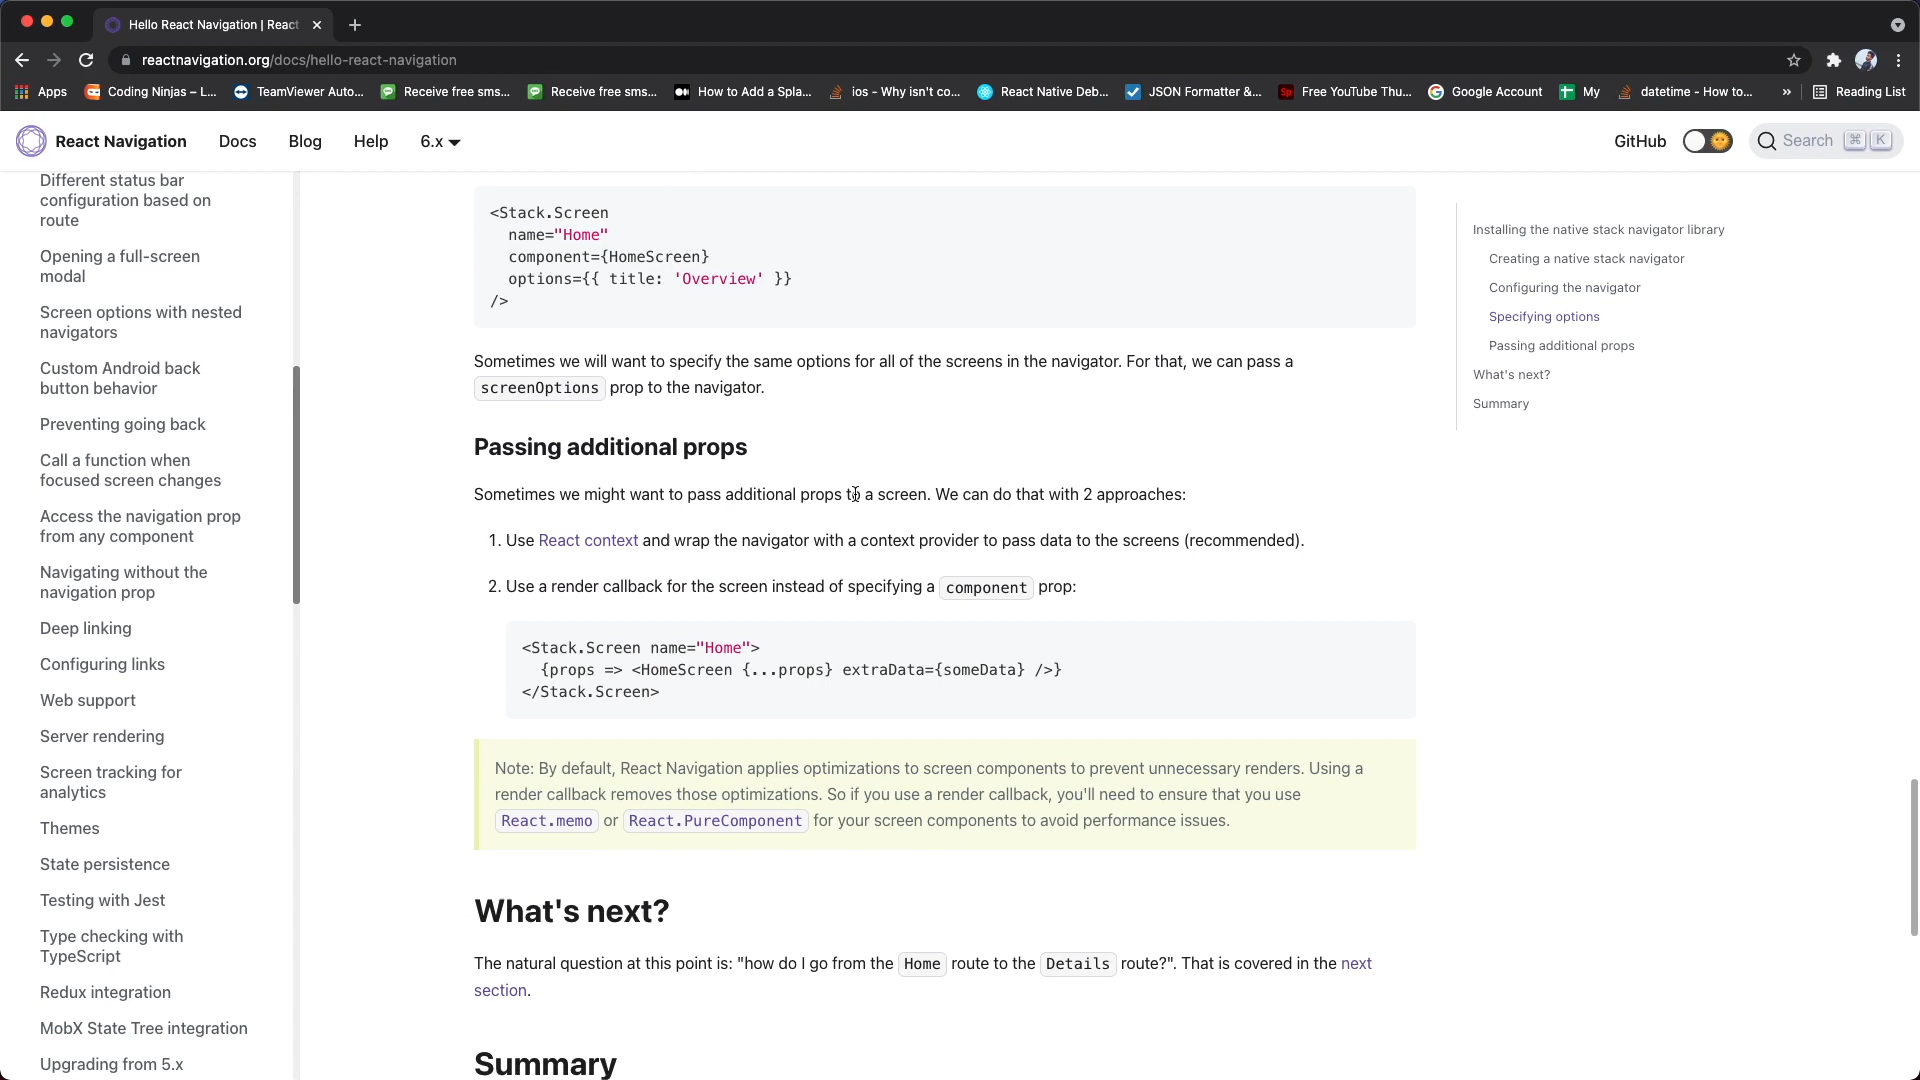 Hello React Navigation | React
reactnavigation.org/docs/hello-react-navigation
Apps
Coding Ninjas – L...
TeamViewer Auto...
Receive free sms...
Receive free sms...
How to Add a Spla...
ios - Why isn't co...
React Native Deb...
JSON Formatter &...
Sp
Free YouTube Thu...
Google Account
My
datetime - How to...
»
Reading List
React Navigation
Docs
Blog
Help
6.x
GitHub
Search
⌘
K
Different status bar
configuration based on
route
Opening a full-screen
modal
Screen options with nested
navigators
Custom Android back
button behavior
Preventing going back
Call a function when
focused screen changes
Access the navigation prop
from any component
Navigating without the
navigation prop
Deep linking
Configuring links
Web support
Server rendering
Screen tracking for
analytics
Themes
State persistence
Testing with Jest
Type checking with
TypeScript
Redux integration
MobX State Tree integration
Upgrading from 5.x
<Stack.Screen
name="Home"
component={HomeScreen}
options={{ title: 'Overview' }}
/>
Sometimes we will want to specify the same options for all of the screens in the navigator. For that, we can pass a
screenOptions prop to the navigator.
Passing additional props
Sometimes we might want to pass additional props to a screen. We can do that with 2 approaches:
1. Use React context and wrap the navigator with a context provider to pass data to the screens (recommended).
2. Use a render callback for the screen instead of specifying a component prop:
<Stack.Screen name="Home">
{props => <HomeScreen {...props} extraData={someData} />}
</Stack.Screen>
Note: By default, React Navigation applies optimizations to screen components to prevent unnecessary renders. Using a
render callback removes those optimizations. So if you use a render callback, you'll need to ensure that you use
React.memo or React.PureComponent for your screen components to avoid performance issues.
What's next?
The natural question at this point is: "how do I go from the Home route to the Details route?". That is covered in the next
section.
Summary
Installing the native stack navigator library
Creating a native stack navigator
Configuring the navigator
Specifying options
Passing additional props
What's next?
Summary